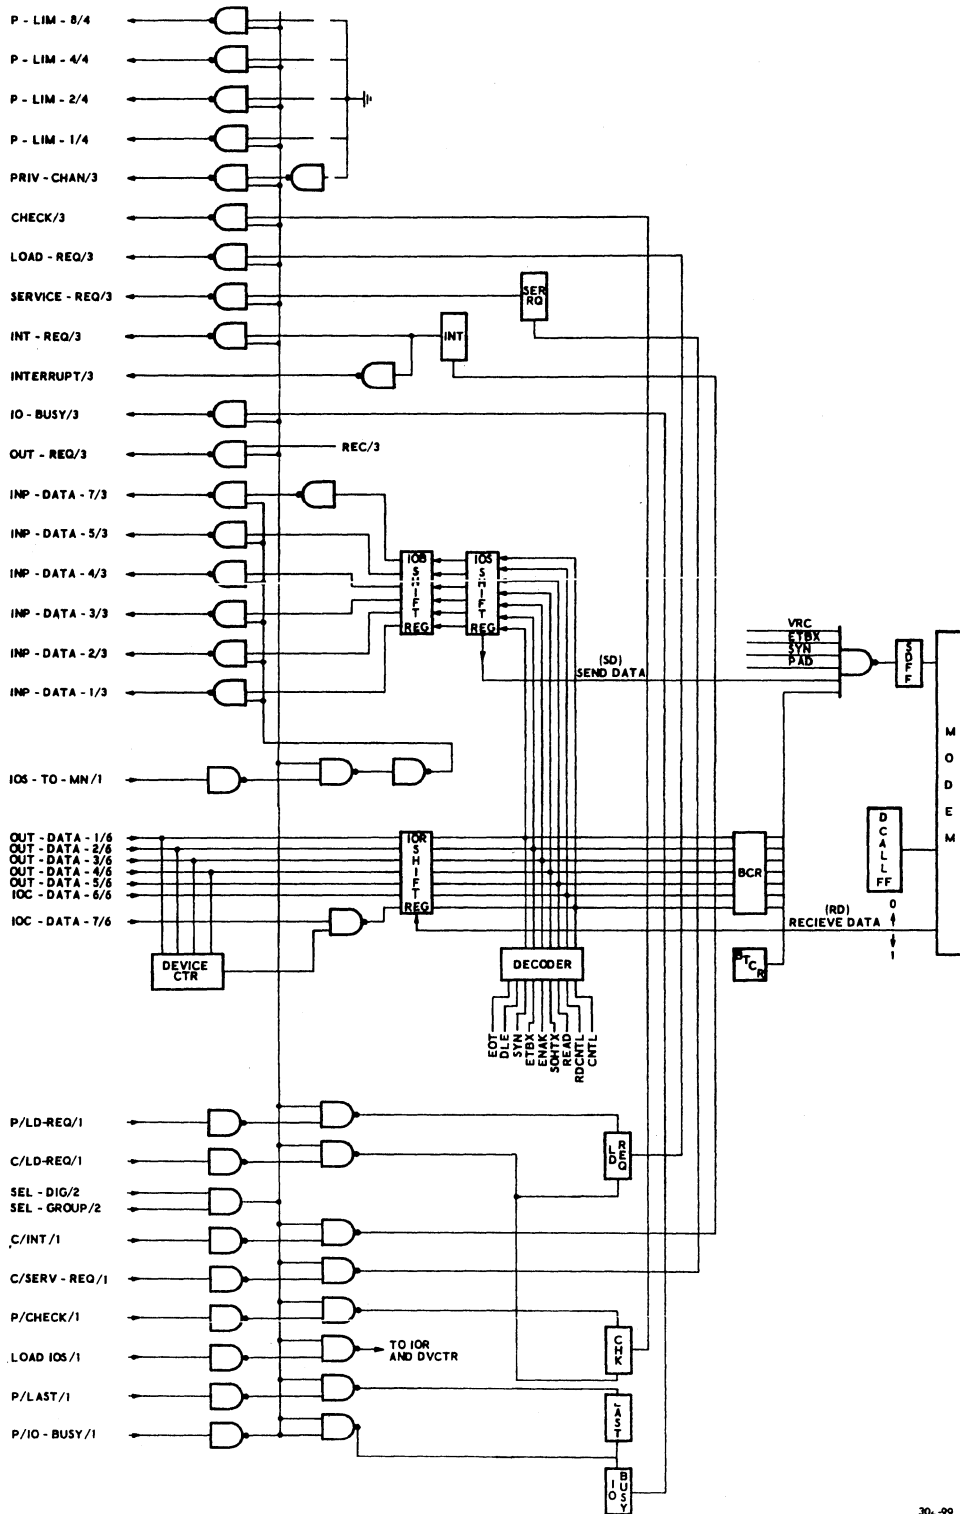 P - LIM - 8/4
P - LIM - 4/4
P - LIM - 2/4
P - LIM - 1/4
PRIV - CHAN/3
CHECK/3
LOAD - REQ/3
SERVICE - REQ/3
SER RQ
INT - REQ/3
INT
INTERRUPT/3
IO - BUSY/3
OUT - REQ/3
REC/3
INP - DATA - 7/3
INP - DATA - 5/3
INP - DATA - 4/3
INP - DATA - 3/3
INP - DATA - 2/3
INP - DATA - 1/3
IOB SHIFT REG
IOS SHIFT REG
(SD)
SEND DATA
VRC
ETBX
SYN
PAD
SDFF
MODEM
IOS - TO - MN/1
OUT - DATA - 1/6
OUT - DATA - 2/6
OUT - DATA - 3/6
OUT - DATA - 4/6
OUT - DATA - 5/6
IOC - DATA - 6/6
IOC - DATA - 7/6
IOR SHIFT REG
BCR
D CALL FF
0
1
(RD)
RECIEVE DATA
DEVICE
CTR
DECODER
BTCR
EOT
DLE
SYN
ETBX
ENAK
SOHTX
READ
RDCNTL
CNTL
P/LD-REQ/1
C/LD-REQ/1
LD REQ
SEL - DIG/2
SEL - GROUP/2
C/INT/1
C/SERV - REQ/1
P/CHECK/1
CHK
LOAD IOS/1
TO IOR
AND DVCTR
P/LAST/1
LAST
P/IO - BUSY/1
IO BUSY